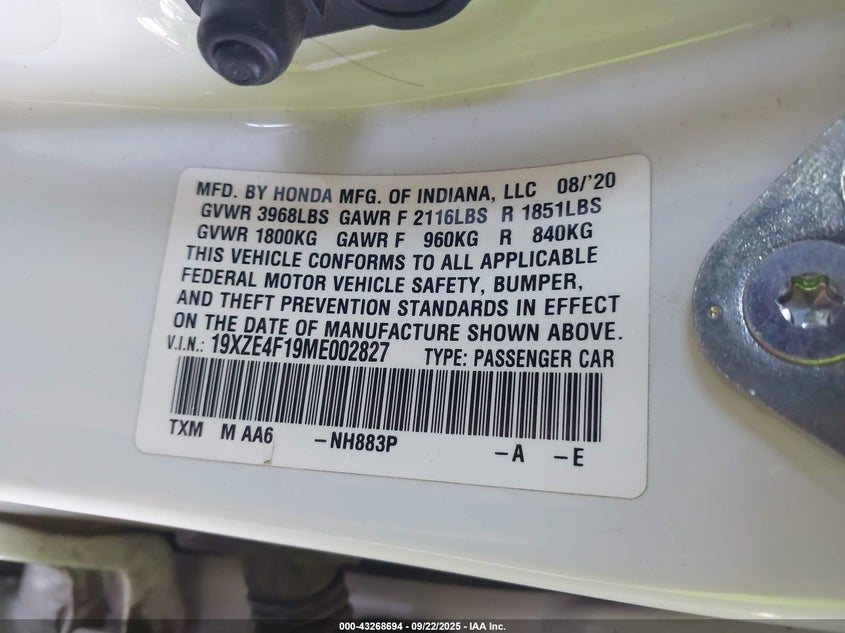 MFD. BY HONDA MFG. OF INDIANA, LLC 08/'20
GVWR 3968LBS GAWR F 2116LBS R 1851LBS
GVWR 1800KG GAWR F 960KG R 840KG
THIS VEHICLE CONFORMS TO ALL APPLICABLE
FEDERAL MOTOR VEHICLE SAFETY, BUMPER,
AND THEFT PREVENTION STANDARDS IN EFFECT
ON THE DATE OF MANUFACTURE SHOWN ABOVE.
V.I.N.: 19XZE4F19ME002827 TYPE: PASSENGER CAR
TXM M AA6 -NH883P -A -E
000-43268694 - 09/22/2025 - IAA Inc.